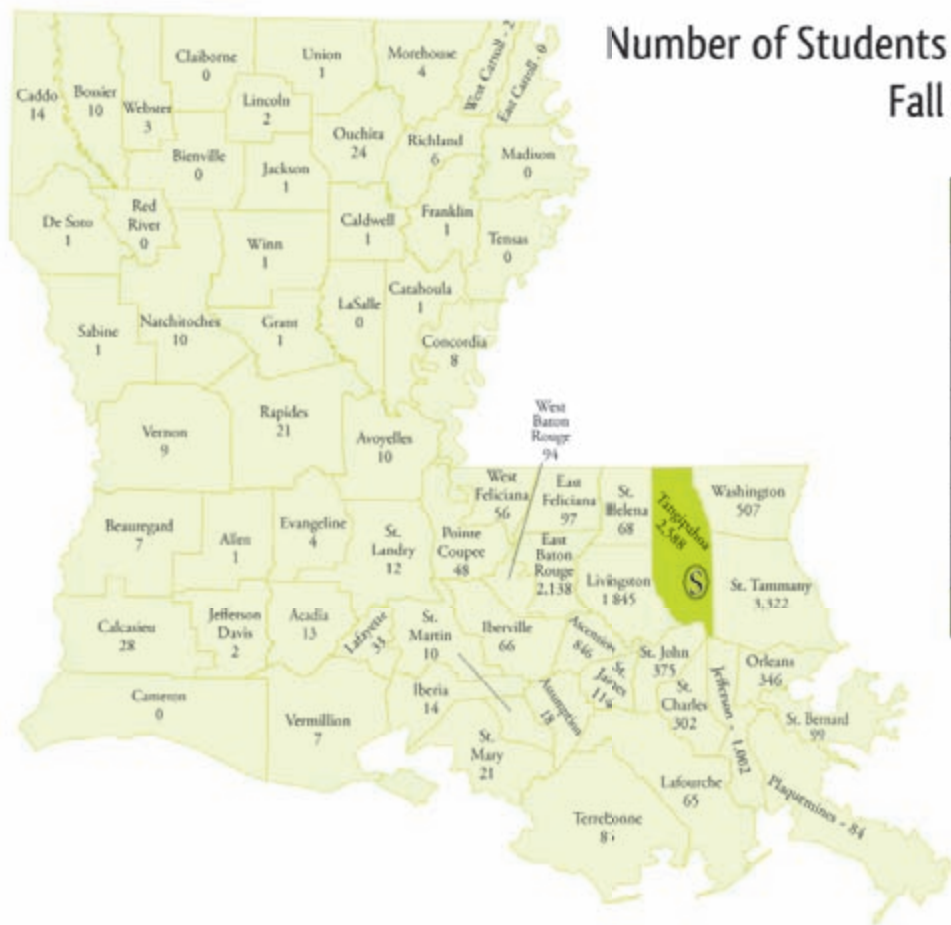 Number of Students
Fall
Caddo
14
Bossier
10
Webster
3
Claiborne
0
Union
1
Morehouse
4
West Carroll - 2
East Carroll - 0
Lincoln
2
Bienville
0
Jackson
1
Ouchita
24
Richland
6
Madison
0
De Soto
1
Red
River
0
Winn
1
Caldwell
1
Franklin
1
Tensas
0
Sabine
1
Natchitoches
10
Grant
1
LaSalle
0
Catahoula
1
Concordia
8
Vernon
9
Rapides
21
Avoyelles
10
West
Baton
Rouge
94
Beauregard
7
Allen
1
Evangeline
4
St.
Landry
12
Pointe
Coupee
48
West
Feliciana
56
East
Feliciana
97
St.
Helena
68
Tangipahoa
2,588
S
Washington
507
East
Baton
Rouge
2,138
Livingston
1 845
St. Tammany
3,322
Calcasieu
28
Jefferson
Davis
2
Acadia
13
Lafayette
33
St.
Martin
10
Iberville
66
Ascension
846
St.
James
St. John
375
St.
Charles
302
Jefferson - 1,002
Orleans
346
St. Bernard
99
Cameron
0
Vermillion
7
Iberia
14
St.
Mary
21
Assumption
18
Terrebonne
Lafourche
65
Plaquemines - 84